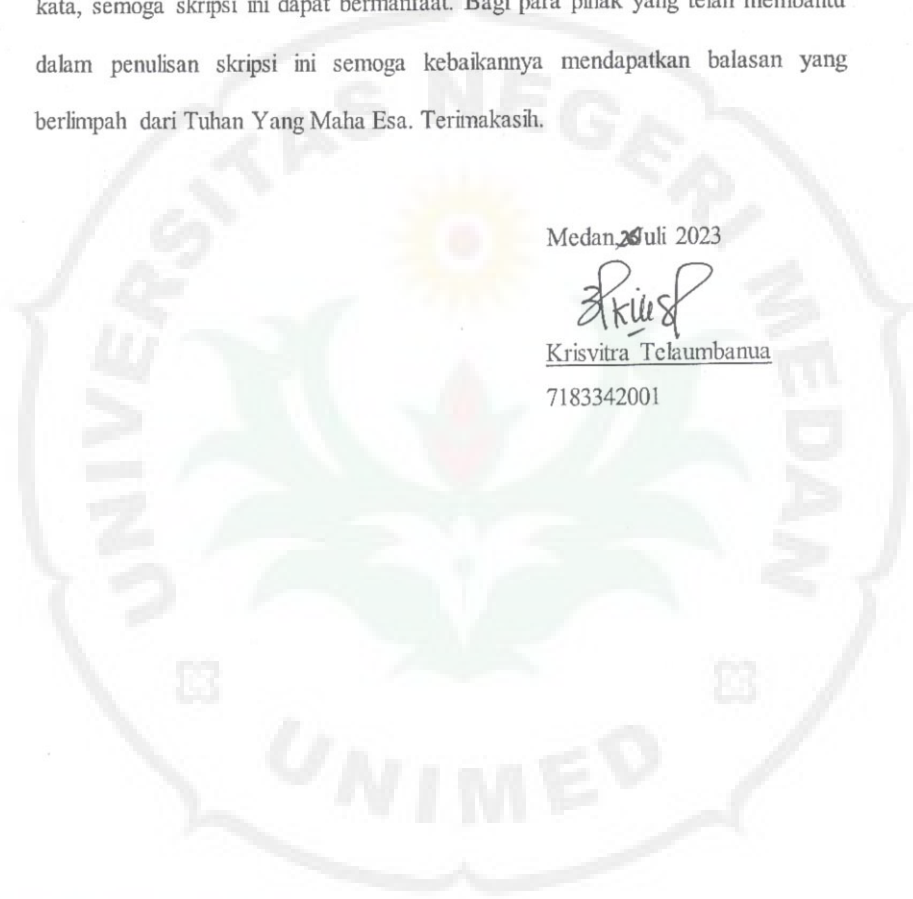 kata, semoga skripsi ini dapat bermanfaat. Bagi para pihak yang telah membantu
dalam penulisan skripsi ini semoga kebaikannya mendapatkan balasan yang
berlimpah dari Tuhan Yang Maha Esa. Terimakasih.
UNIVERSITAS NEGERI MEDAN
Medan, Juli 2023
Krisvitra Telaumbanua
7183342001
UNIMED